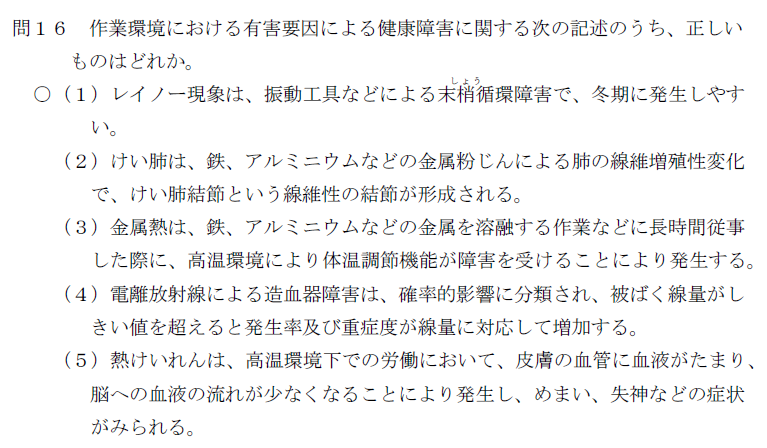 問１６　作業環境における有害要因による健康障害に関する次の記述のうち、正しい
ものはどれか。
○（１）レイノー現象は、振動工具などによる末梢しょう循環障害で、冬期に発生しやす
い。
（２）けい肺は、鉄、アルミニウムなどの金属粉じんによる肺の線維増殖性変化
で、けい肺結節という線維性の結節が形成される。
（３）金属熱は、鉄、アルミニウムなどの金属を溶融する作業などに長時間従事
した際に、高温環境により体温調節機能が障害を受けることにより発生する。
（４）電離放射線による造血器障害は、確率的影響に分類され、被ばく線量がし
きい値を超えると発生率及び重症度が線量に対応して増加する。
（５）熱けいれんは、高温環境下での労働において、皮膚の血管に血液がたまり、
脳への血液の流れが少なくなることにより発生し、めまい、失神などの症状
がみられる。